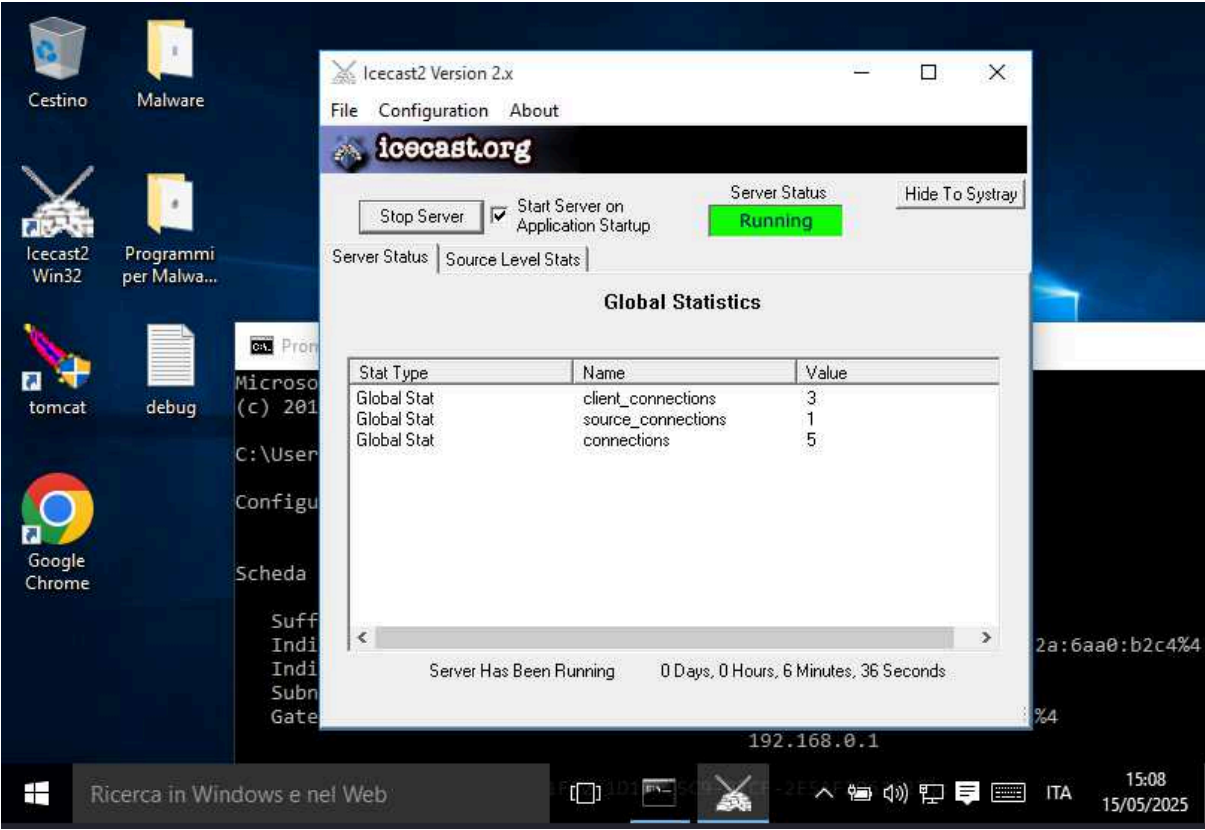 Cestino
Malware
Icecast2
Win32
Programmi
per Malwa...
tomcat
debug
Google
Chrome
Icecast2 Version 2.x
File Configuration About
icecast.org
Stop Server
Start Server on
Application Startup
Server Status
Running
Hide To Systray
Server Status
Source Level Stats
Global Statistics
Stat Type Name Value
Global Stat client_connections 3
Global Stat source_connections 1
Global Stat connections 5
Server Has Been Running 0 Days, 0 Hours, 6 Minutes, 36 Seconds
Pron
Microso
(c) 201
C:\User
Configu
Scheda
Suff
Indi 2a:6aa0:b2c4%4
Indi
Subn
Gate %4
192.168.0.1
Ricerca in Windows e nel Web
ITA
15:08
15/05/2025